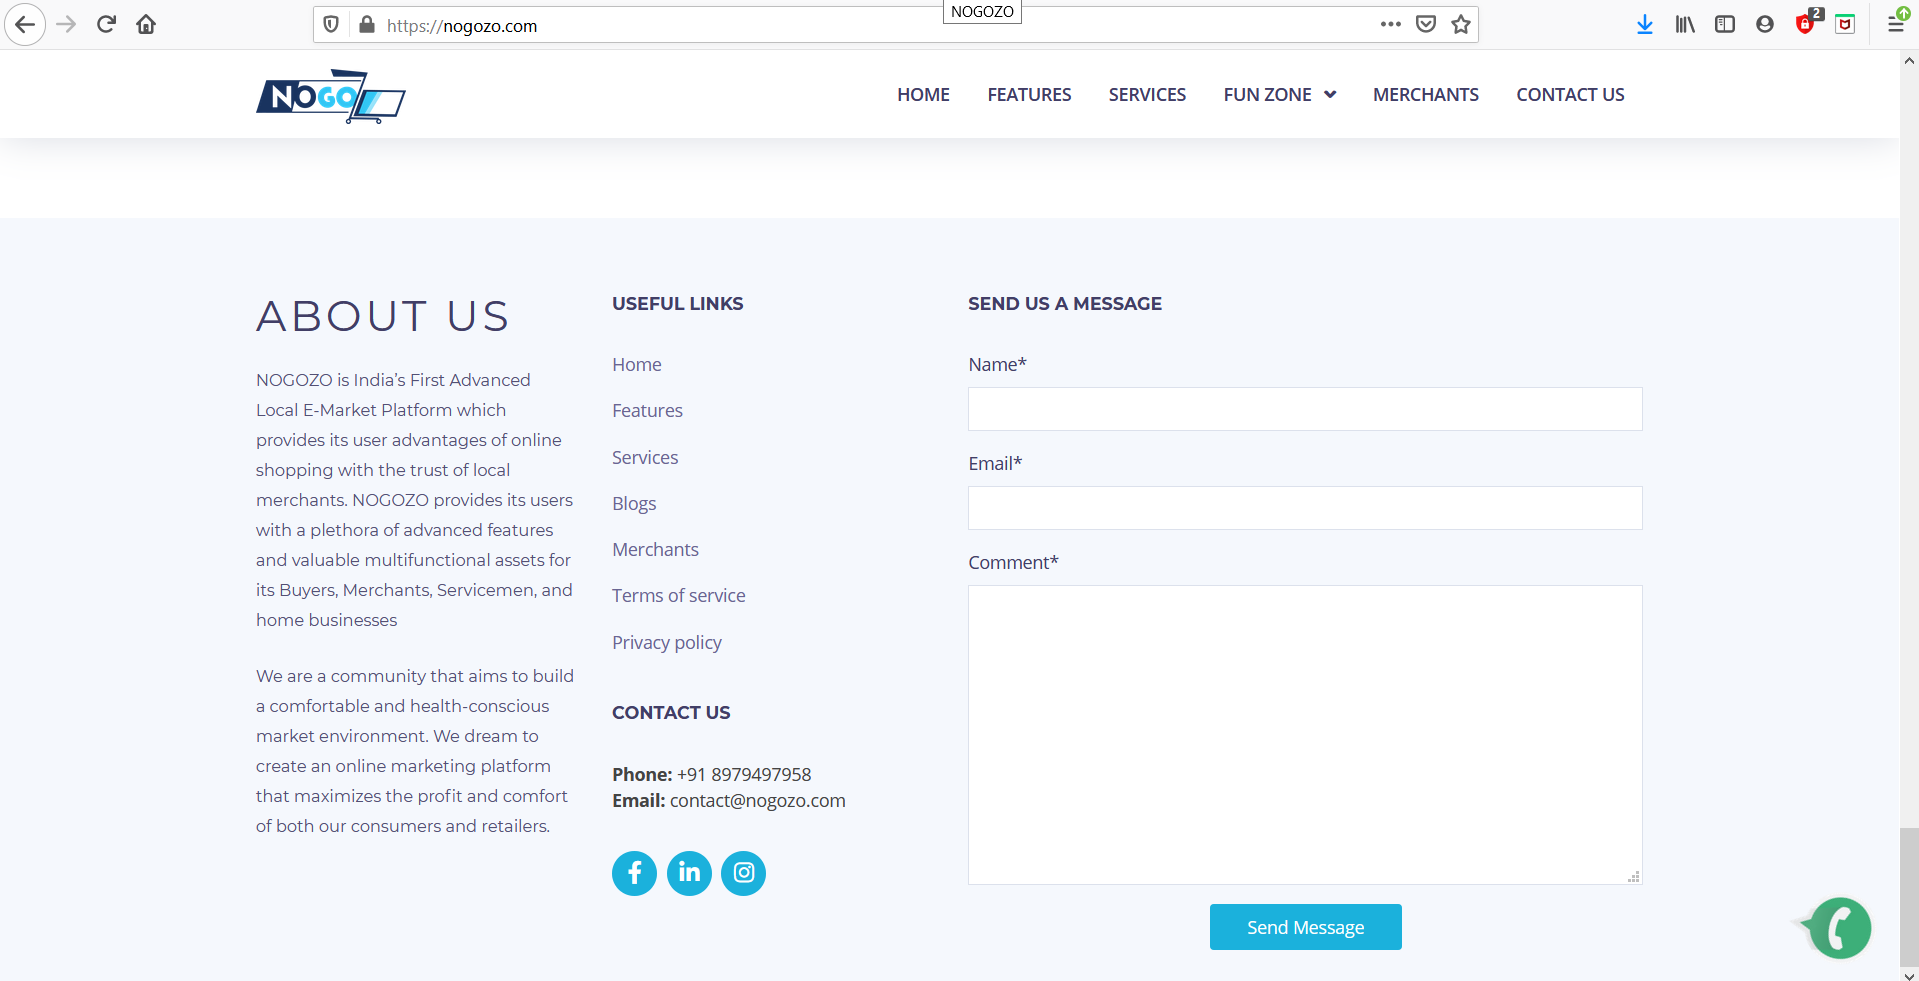 https://nogozo.com
NOGOZO
2
NOGO
HOME
FEATURES
SERVICES
FUN ZONE
MERCHANTS
CONTACT US
ABOUT US
NOGOZO is India’s First Advanced
Local E-Market Platform which
provides its user advantages of online
shopping with the trust of local
merchants. NOGOZO provides its users
with a plethora of advanced features
and valuable multifunctional assets for
its Buyers, Merchants, Servicemen, and
home businesses
We are a community that aims to build
a comfortable and health-conscious
market environment. We dream to
create an online marketing platform
that maximizes the profit and comfort
of both our consumers and retailers.
USEFUL LINKS
Home
Features
Services
Blogs
Merchants
Terms of service
Privacy policy
CONTACT US
Phone: +91 8979497958
Email: contact@nogozo.com
f
in
SEND US A MESSAGE
Name*
Email*
Comment*
Send Message